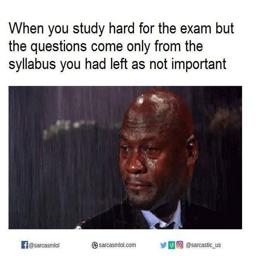 When you study hard for the exam but
the questions come only from the
syllabus you had left as not important
@sarcasmlol
sarcasmlol.com
@sarcastic_us